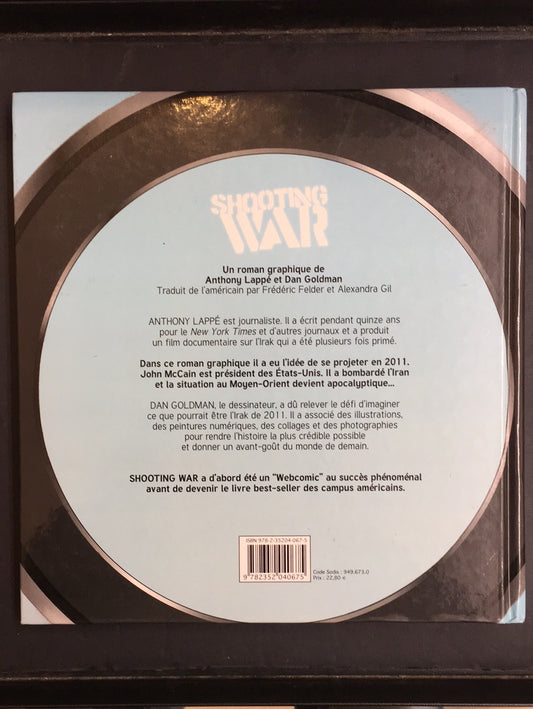 SHOOTING
WAR
Un roman graphique de
Anthony Lappé et Dan Goldman
Traduit de l'américain par Frédéric Felder et Alexandra Gil
ANTHONY LAPPÉ est journaliste. Il a écrit pendant quinze ans
pour le New York Times et d'autres journaux et a produit
un film documentaire sur l'Irak qui a été plusieurs fois primé.
Dans ce roman graphique il a eu l'idée de se projeter en 2011.
John McCain est président des États-Unis. Il a bombardé l'Iran
et la situation au Moyen-Orient devient apocalyptique...
DAN GOLDMAN, le dessinateur, a dû relever le défi d'imaginer
ce que pourrait être l'Irak de 2011. Il a associé des illustrations,
des peintures numériques, des collages et des photographies
pour rendre l'histoire la plus crédible possible
et donner un avant-goût du monde de demain.
SHOOTING WAR a d'abord été un "Webcomic" au succès phénoménal
avant de devenir le livre best-seller des campus américains.
ISBN 978-2-35204-067-5
9 782352 040675
Code Sodis : 949.673.0
Prix : 22,80 €